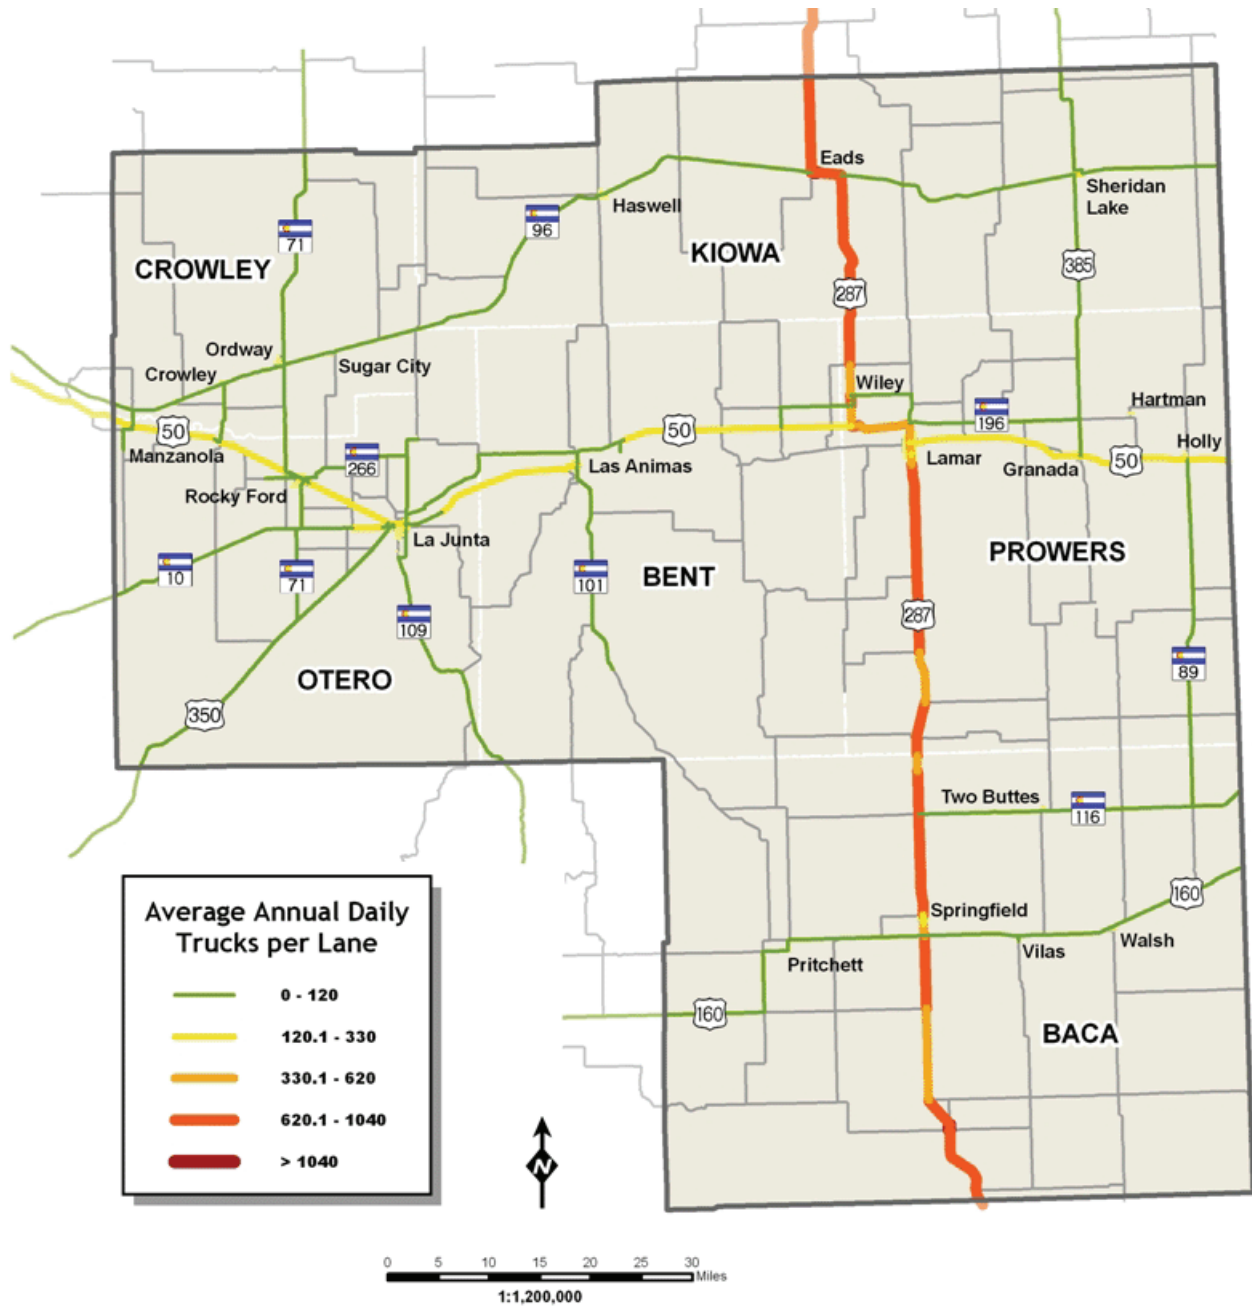 Eads
Sheridan
Lake
Haswell
96
71
KIOWA
CROWLEY
385
287
Ordway
Sugar City
Crowley
Wiley
Hartman
196
50
50
Manzanola
266
Las Animas
Lamar
Granada
50
Holly
Rocky Ford
La Junta
PROWERS
10
71
101
BENT
109
287
89
OTERO
350
Two Buttes
116
160
Springfield
Pritchett
Vilas
Walsh
160
BACA
Average Annual Daily
Trucks per Lane
0 - 120
120.1 - 330
330.1 - 620
620.1 - 1040
> 1040
N
0 5 10 15 20 25 30
Miles
1:1,200,000